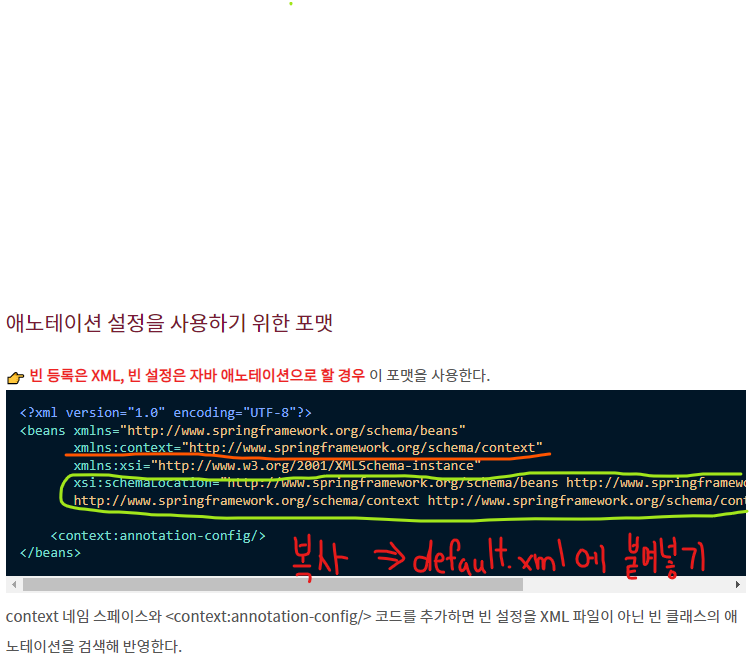 애노테이션 설정을 사용하기 위한 포맷
👉 빈 등록은 XML, 빈 설정은 자바 애노테이션으로 할 경우 이 포맷을 사용한다.
<?xml version="1.0" encoding="UTF-8"?>
<beans xmlns="http://www.springframework.org/schema/beans"
xmlns:context="http://www.springframework.org/schema/context"
xmlns:xsi="http://www.w3.org/2001/XMLSchema-instance"
xsi:schemaLocation="http://www.springframework.org/schema/beans http://www.springframewo
http://www.springframework.org/schema/context http://www.springframework.org/schema/cont
<context:annotation-config/>
</beans>
복사 ⇒ default.xml 에 붙여넣기
context 네임 스페이스와 <context:annotation-config/> 코드를 추가하면 빈 설정을 XML 파일이 아닌 빈 클래스의 애
노테이션을 검색해 반영한다.